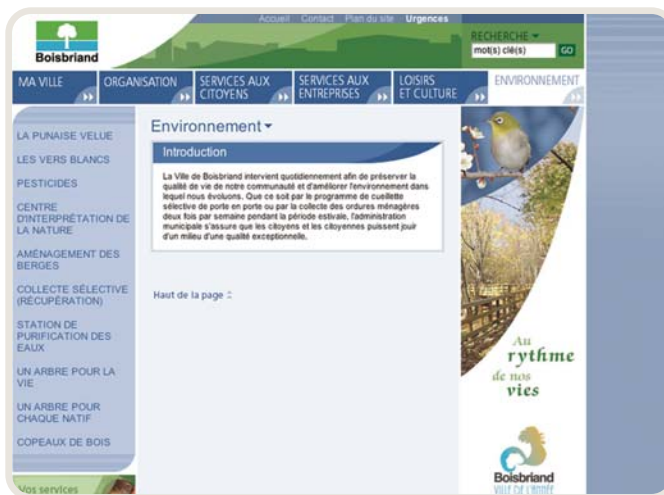 Accueil Contact Plan du site Urgences
Boisbriand
RECHERCHE
mot(s) clé(s) GO
MA VILLE
ORGANISATION
SERVICES AUX
CITOYENS
SERVICES AUX
ENTREPRISES
LOISIRS
ET CULTURE
ENVIRONNEMENT
LA PUNAISE VELUE
LES VERS BLANCS
PESTICIDES
CENTRE
D'INTERPRÉTATION DE
LA NATURE
AMÉNAGEMENT DES
BERGES
COLLECTE SÉLECTIVE
(RÉCUPÉRATION)
STATION DE
PURIFICATION DES
EAUX
UN ARBRE POUR LA
VIE
UN ARBRE POUR
CHAQUE NATIF
COPEAUX DE BOIS
Vos services
Environnement
Introduction
La Ville de Boisbriand intervient quotidiennement afin de préserver la
qualité de vie de notre communauté et d'améliorer l'environnement dans
lequel nous évoluons. Que ce soit par le programme de cueillette
sélective de porte en porte ou par la collecte des ordures ménagères
deux fois par semaine pendant la période estivale, l'administration
municipale s'assure que les citoyens et les citoyennes puissent jouir
d'un milieu d'une qualité exceptionnelle.
Haut de la page
Au
rythme
de nos
vies
Boisbriand
VILLE DE L'ANNÉE